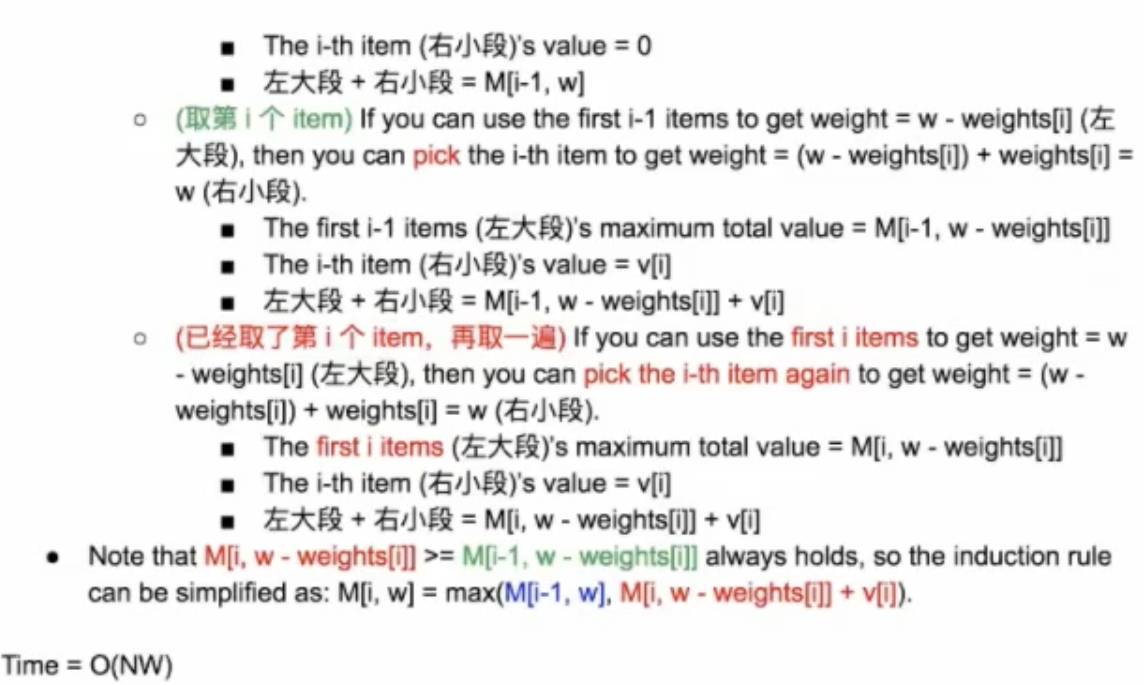 ▪ The i-th item (右小段)'s value = 0
▪ 左大段 + 右小段 = M[i-1, w]
○ (取第 i 个 item) If you can use the first i-1 items to get weight = w - weights[i] (左
大段), then you can pick the i-th item to get weight = (w - weights[i]) + weights[i] =
w (右小段).
▪ The first i-1 items (左大段)'s maximum total value = M[i-1, w - weights[i]]
▪ The i-th item (右小段)'s value = v[i]
▪ 左大段 + 右小段 = M[i-1, w - weights[i]] + v[i]
○ (已经取了第 i 个 item，再取一遍) If you can use the first i items to get weight = w
- weights[i] (左大段), then you can pick the i-th item again to get weight = (w -
weights[i]) + weights[i] = w (右小段).
▪ The first i items (左大段)'s maximum total value = M[i, w - weights[i]]
▪ The i-th item (右小段)'s value = v[i]
▪ 左大段 + 右小段 = M[i, w - weights[i]] + v[i]
● Note that M[i, w - weights[i]] >= M[i-1, w - weights[i]] always holds, so the induction rule
can be simplified as: M[i, w] = max(M[i-1, w], M[i, w - weights[i]] + v[i]).
Time = O(NW)